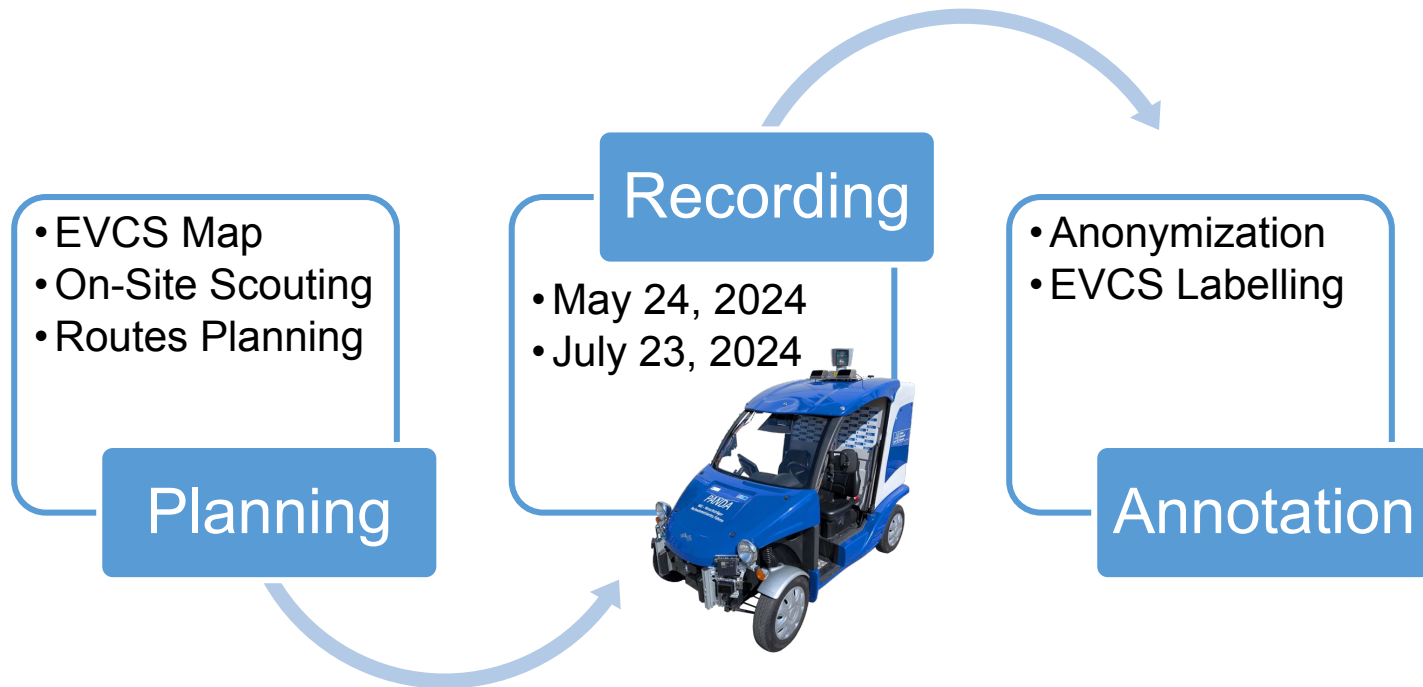 • EVCS Map
• On-Site Scouting
• Routes Planning
Planning
Recording
• May 24, 2024
• July 23, 2024
PANDA
• Anonymization
• EVCS Labelling
Annotation